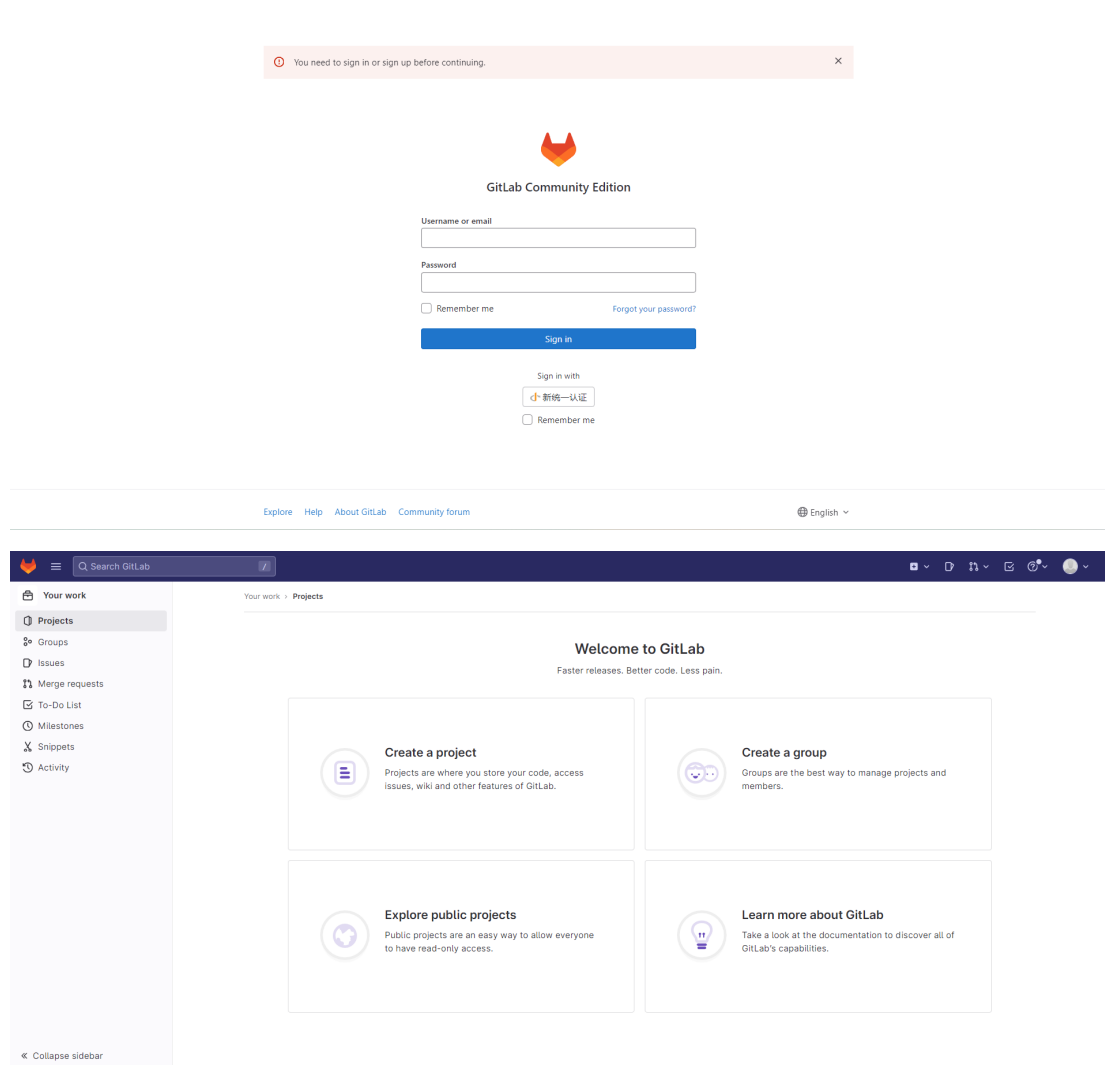 You need to sign in or sign up before continuing.
GitLab Community Edition
Username or email
Password
Remember me
Forgot your password?
Sign in
Sign in with
新统一认证
Remember me
Explore Help About GitLab Community forum
English
Search GitLab /
Your work
Projects
Groups
Issues
Merge requests
To-Do List
Milestones
Snippets
Activity
Collapse sidebar
Your work › Projects
Welcome to GitLab
Faster releases. Better code. Less pain.
Create a project
Projects are where you store your code, access
issues, wiki and other features of GitLab.
Create a group
Groups are the best way to manage projects and
members.
Explore public projects
Public projects are an easy way to allow everyone
to have read-only access.
Learn more about GitLab
Take a look at the documentation to discover all of
GitLab's capabilities.